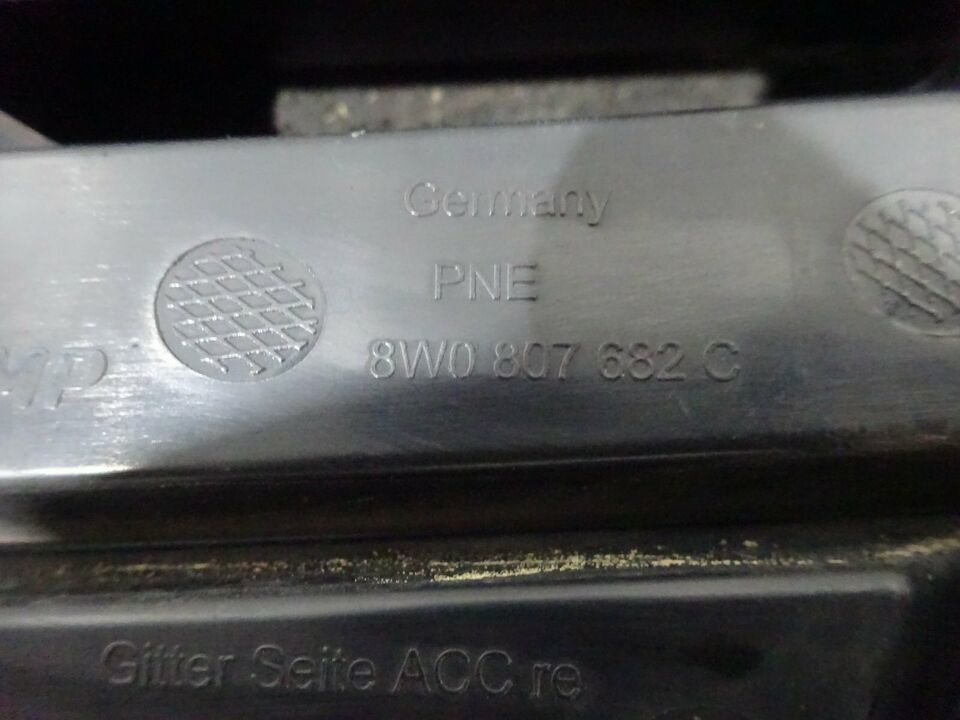 Germany
PNE
8W0 807 682 C
Gitter Seite ACC re